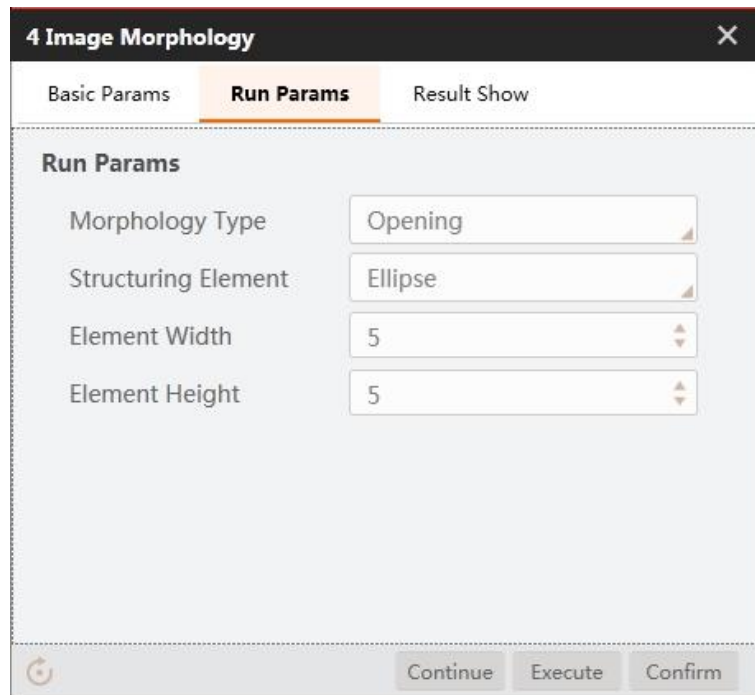 4 Image Morphology
Basic Params Run Params Result Show
Run Params
Morphology Type Opening
Structuring Element Ellipse
Element Width 5
Element Height 5
Continue Execute Confirm